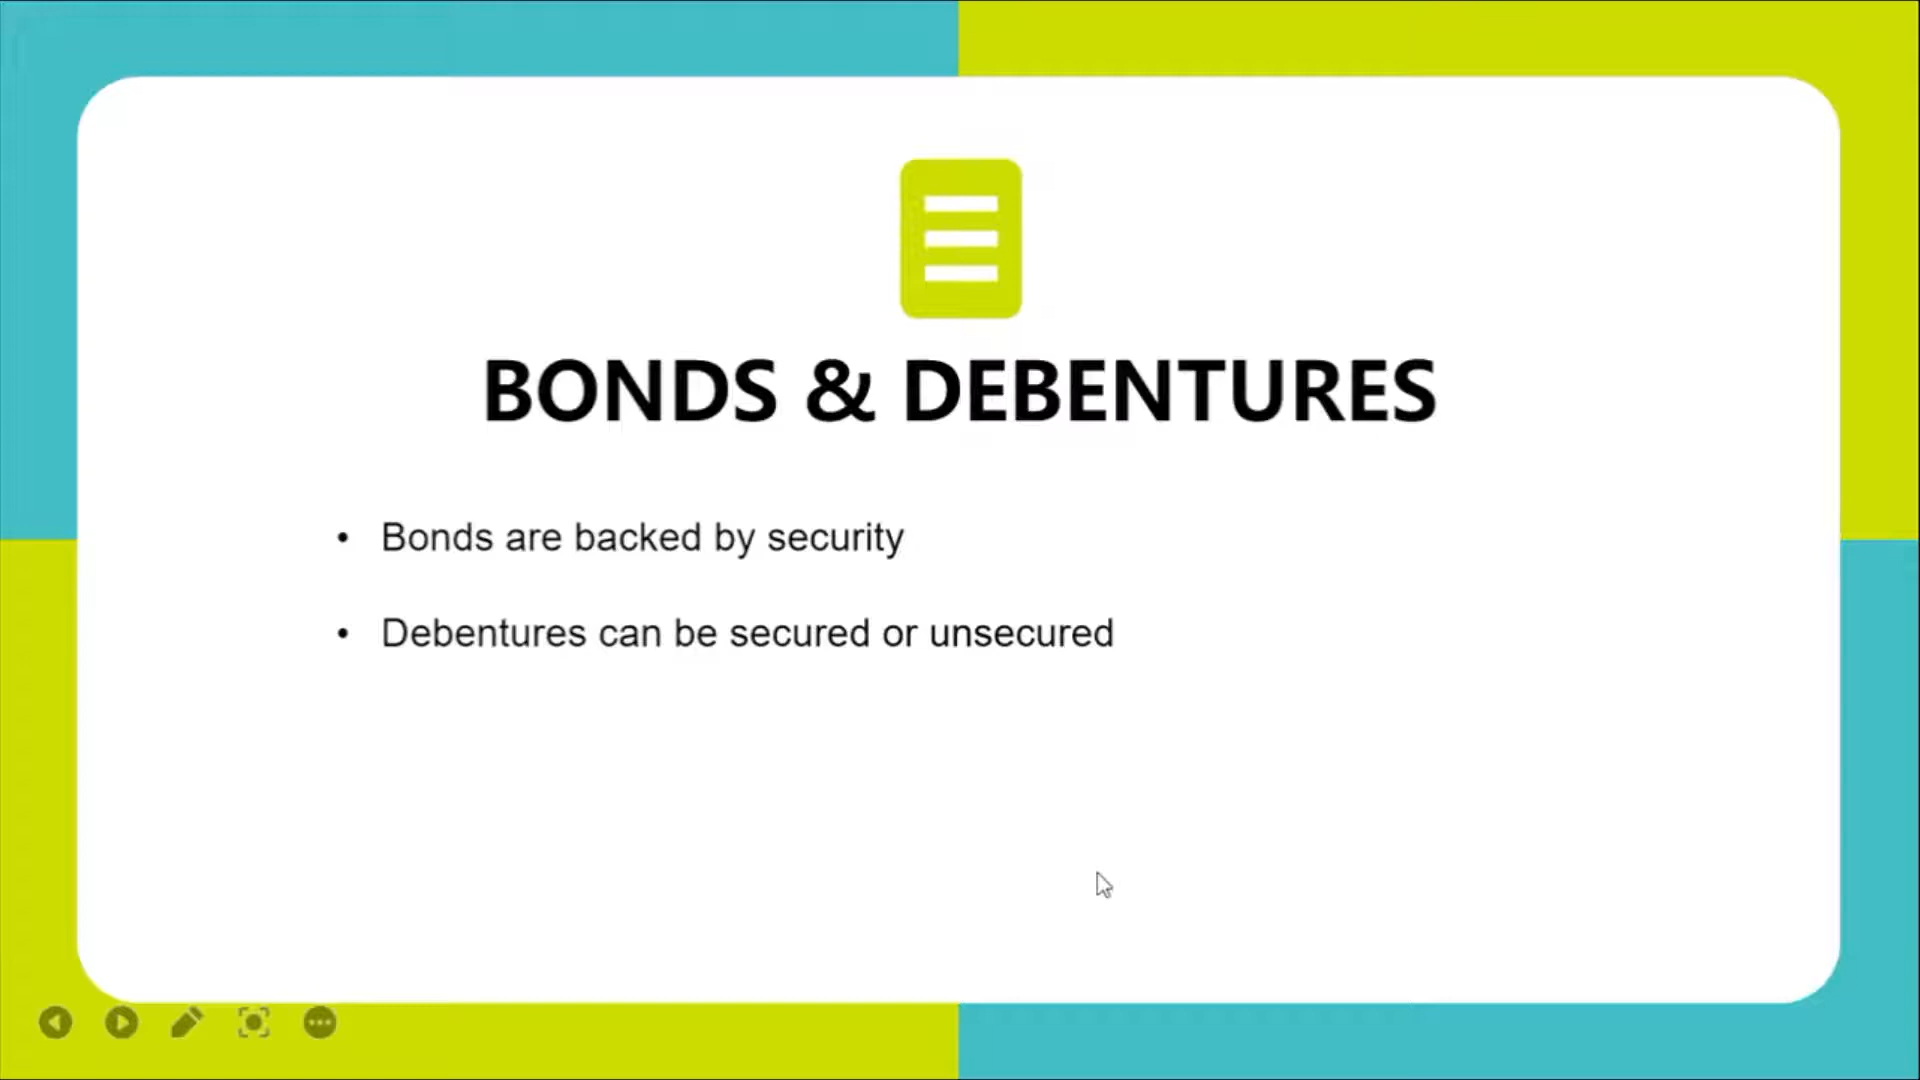 BONDS & DEBENTURES
• Bonds are backed by security
• Debentures can be secured or unsecured